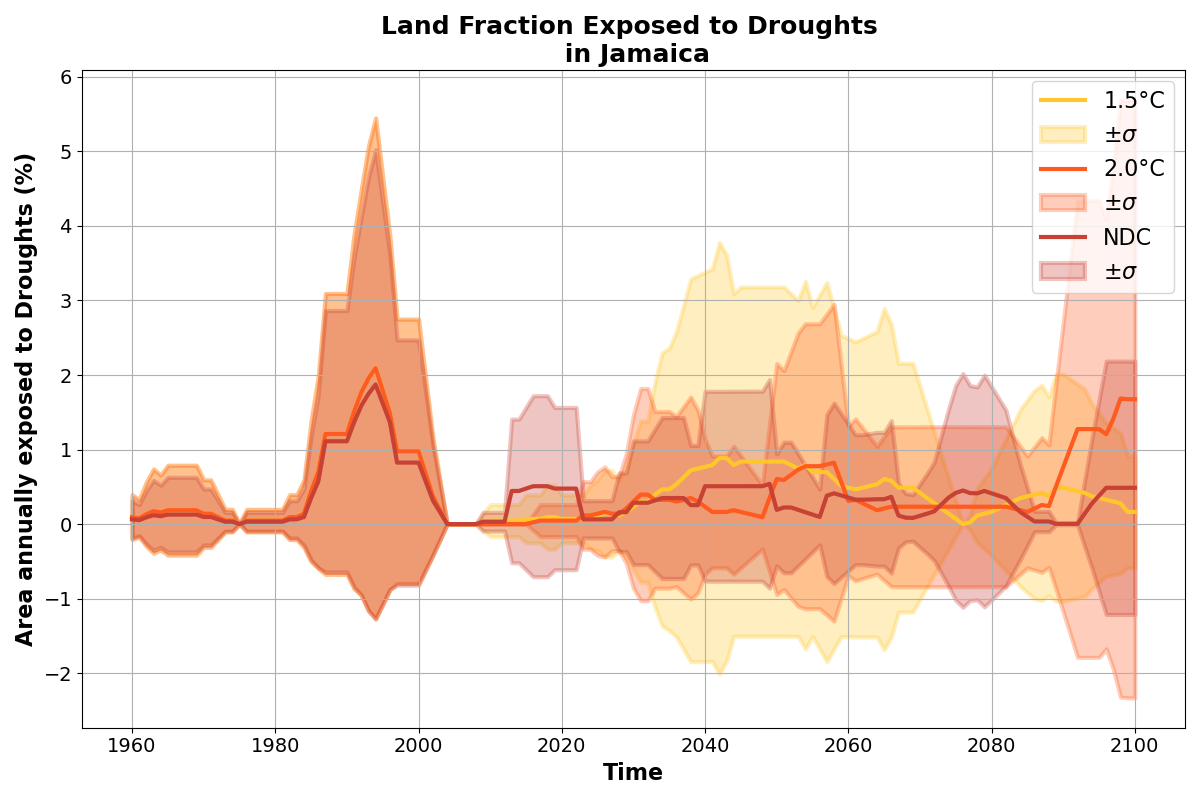 Land Fraction Exposed to Droughts
in Jamaica
Area annually exposed to Droughts (%)
6
5
4
3
2
1
0
−1
−2
1.5°C
±σ
2.0°C
±σ
NDC
±σ
1960
1980
2000
2020
2040
2060
2080
2100
Time